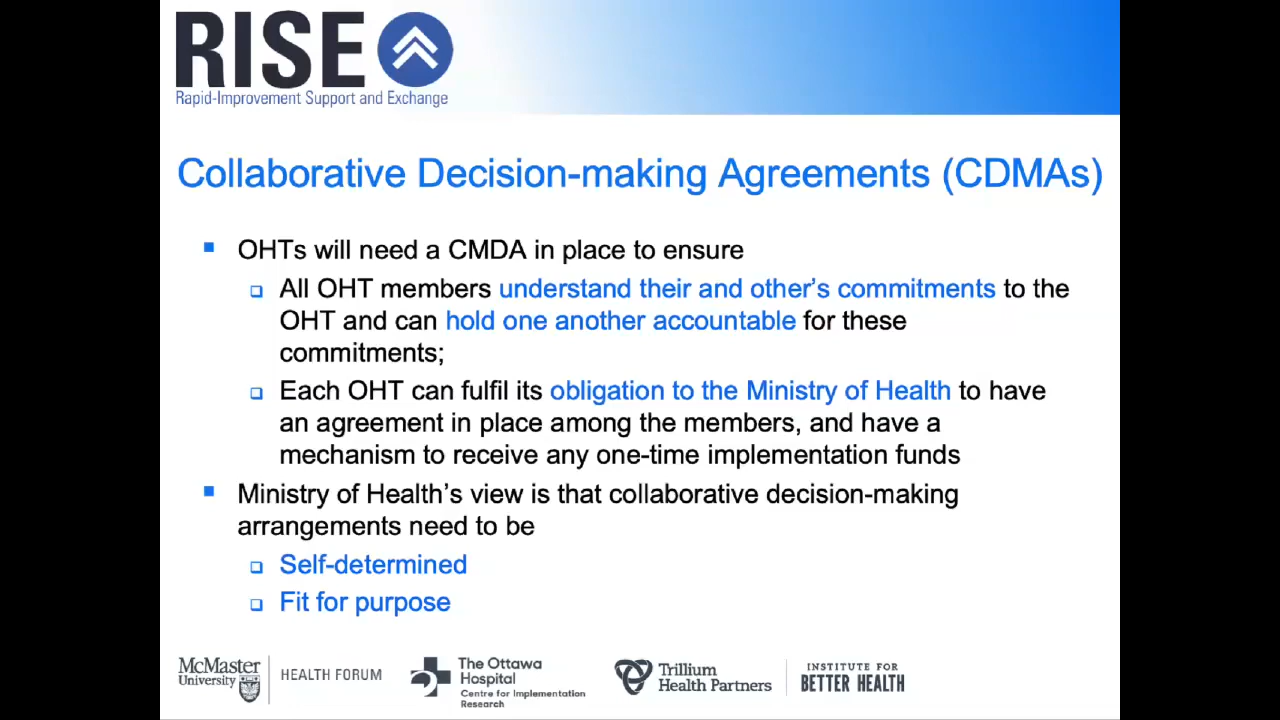 RISE
Rapid-Improvement Support and Exchange
Collaborative Decision-making Agreements (CDMAs)
OHTs will need a CMDA in place to ensure
All OHT members understand their and other's commitments to the
OHT and can hold one another accountable for these
commitments;
Each OHT can fulfil its obligation to the Ministry of Health to have
an agreement in place among the members, and have a
mechanism to receive any one-time implementation funds
Ministry of Health's view is that collaborative decision-making
arrangements need to be
Self-determined
Fit for purpose
McMaster
University
HEALTH FORUM
The Ottawa
Hospital
Centre for Implementation
Research
Trillium
Health Partners
INSTITUTE FOR
BETTER HEALTH